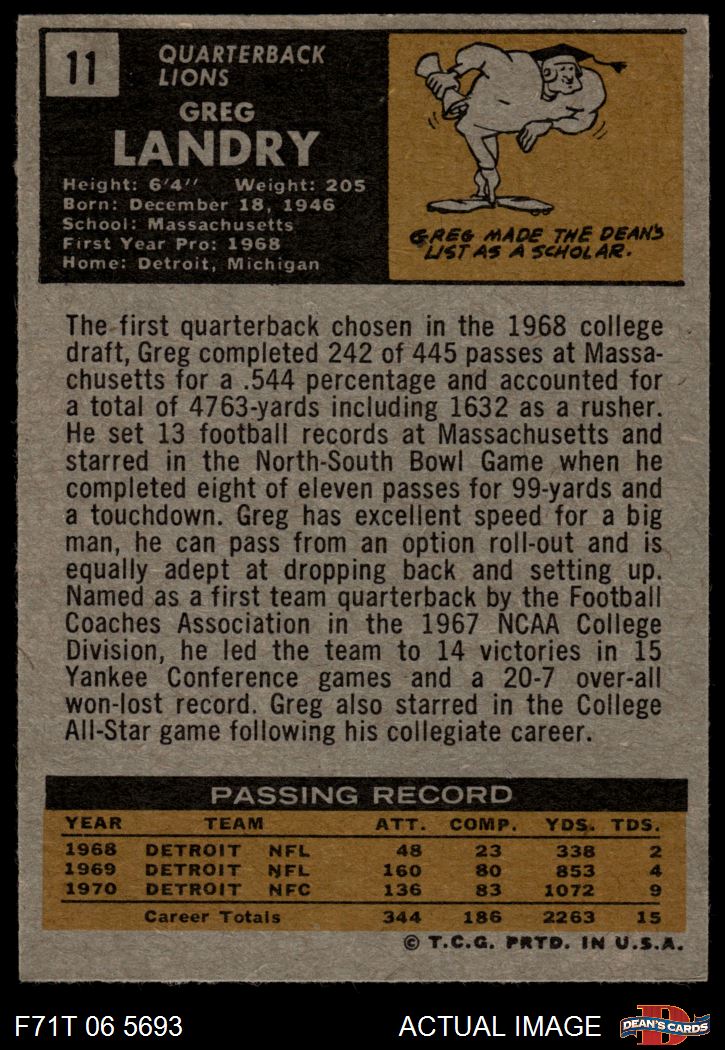 11
QUARTERBACK
LIONS
GREG
LANDRY
Height: 6'4'' Weight: 205
Born: December 18, 1946
School: Massachusetts
First Year Pro: 1968
Home: Detroit, Michigan
GREG MADE THE DEAN'S
LIST AS A SCHOLAR.
The first quarterback chosen in the 1968 college
draft, Greg completed 242 of 445 passes at Massa-
chusetts for a .544 percentage and accounted for
a total of 4763-yards including 1632 as a rusher.
He set 13 football records at Massachusetts and
starred in the North-South Bowl Game when he
completed eight of eleven passes for 99-yards and
a touchdown. Greg has excellent speed for a big
man, he can pass from an option roll-out and is
equally adept at dropping back and setting up.
Named as a first team quarterback by the Football
Coaches Association in the 1967 NCAA College
Division, he led the team to 14 victories in 15
Yankee Conference games and a 20-7 over-all
won-lost record. Greg also starred in the College
All-Star game following his collegiate career.
PASSING RECORD
YEAR TEAM ATT. COMP. YDS. TDS.
1968 DETROIT NFL 48 23 338 2
1969 DETROIT NFL 160 80 853 4
1970 DETROIT NFC 136 83 1072 9
Career Totals 344 186 2263 15
© T.C.G. PRTD. IN U.S.A.
F71T 06 5693 ACTUAL IMAGE D DEAN'S CARDS